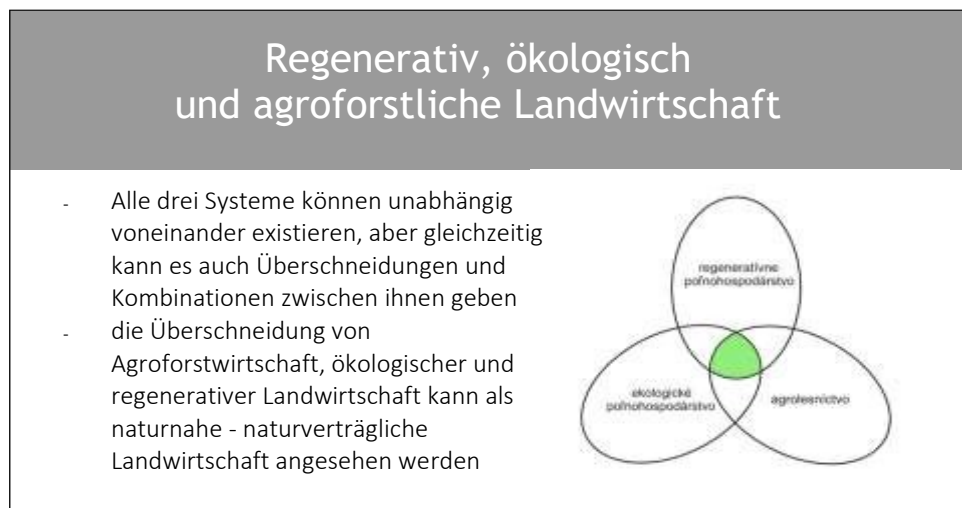 Regenerativ, ökologisch
und agroforstliche Landwirtschaft
- Alle drei Systeme können unabhängig
voneinander existieren, aber gleichzeitig
kann es auch Überschneidungen und
Kombinationen zwischen ihnen geben
- die Überschneidung von
Agroforstwirtschaft, ökologischer und
regenerativer Landwirtschaft kann als
naturnahe - naturverträgliche
Landwirtschaft angesehen werden
regeneratívne
poľnohospodárstvo
ekologické
poľnohospodárstvo
agrolesníctvo